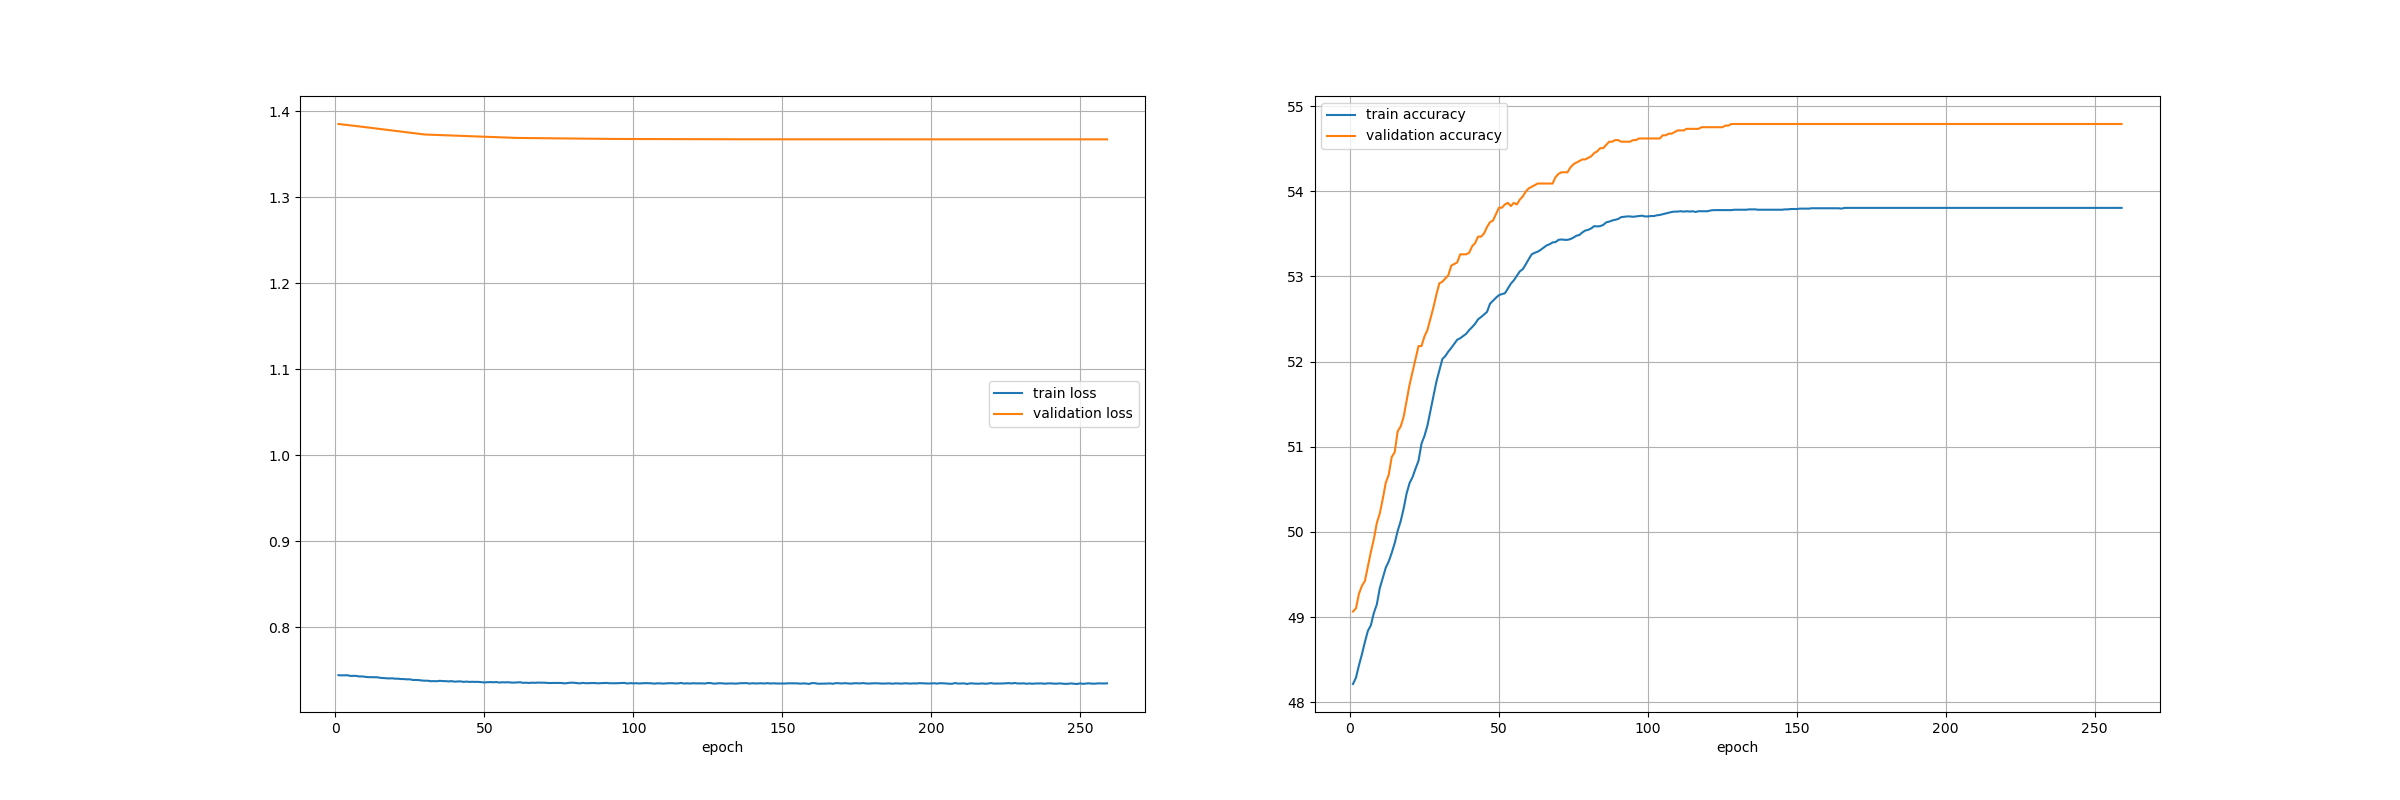 1.4
1.3
1.2
1.1
1.0
0.9
0.8
train loss
validation loss
0 50 100 150 200 250
epoch
55
54
53
52
51
50
49
48
train accuracy
validation accuracy
0 50 100 150 200 250
epoch